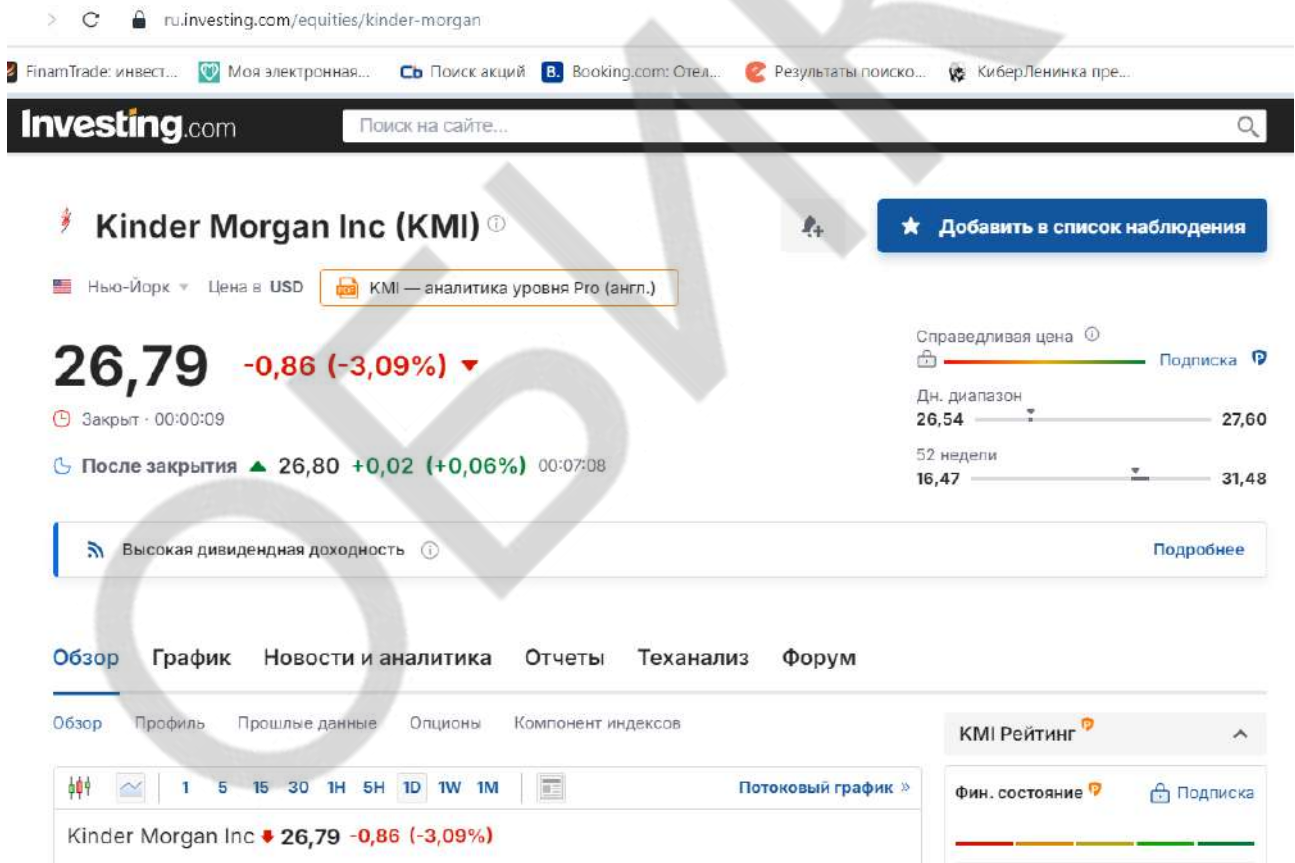 ru.investing.com/equities/kinder-morgan
FinamTrade: инвест... Моя электронная... Сb Поиск акций B. Booking.com: Отел... Результаты поиско... КиберЛенинка пре...
Investing.com Поиск на сайте...
Kinder Morgan Inc (KMI)
Добавить в список наблюдения
Нью-Йорк Цена в USD PDF KMI — аналитика уровня Pro (англ.)
Справедливая цена
26,79 -0,86 (-3,09%)
Подписка
Дн. диапазон
Закрыт · 00:00:09
26,54 27,60
52 недели
После закрытия 26,80 +0,02 (+0,06%) 00:07:08
16,47 31,48
Высокая дивидендная доходность Подробнее
Обзор График Новости и аналитика Отчеты Теханализ Форум
Обзор Профиль Прошлые данные Опционы Компонент индексов
KMI Рейтинг
1 5 15 30 1H 5H 1D 1W 1M Потоковый график »
Фин. состояние Подписка
Kinder Morgan Inc 26,79 -0,86 (-3,09%)
ОБИ